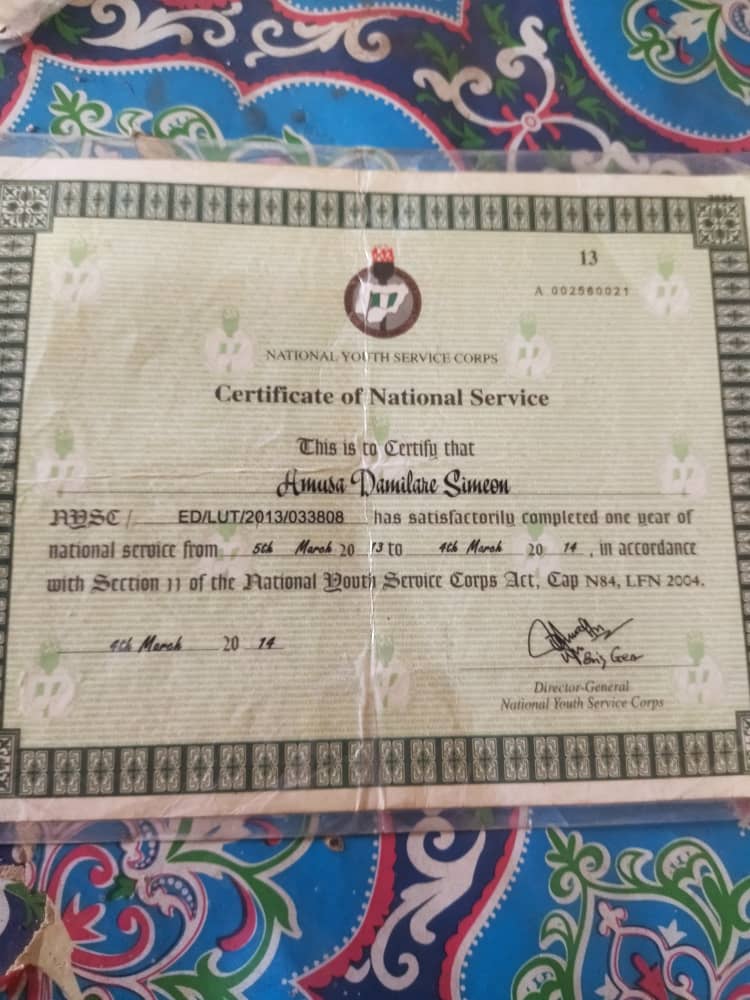 13
A 002560021
NATIONAL YOUTH SERVICE CORPS
Certificate of National Service
This is to Certify that
Amusa Damilare Simeon
NYSC / ED/LUT/2013/033808 has satisfactorily completed one year of
national service from 5th March 20 13 to 4th March 20 14 , in accordance
with Section 11 of the National Youth Service Corps Act, Cap N84, LFN 2004.
4th March 20 14
Brig Gen
Director-General
National Youth Service Corps